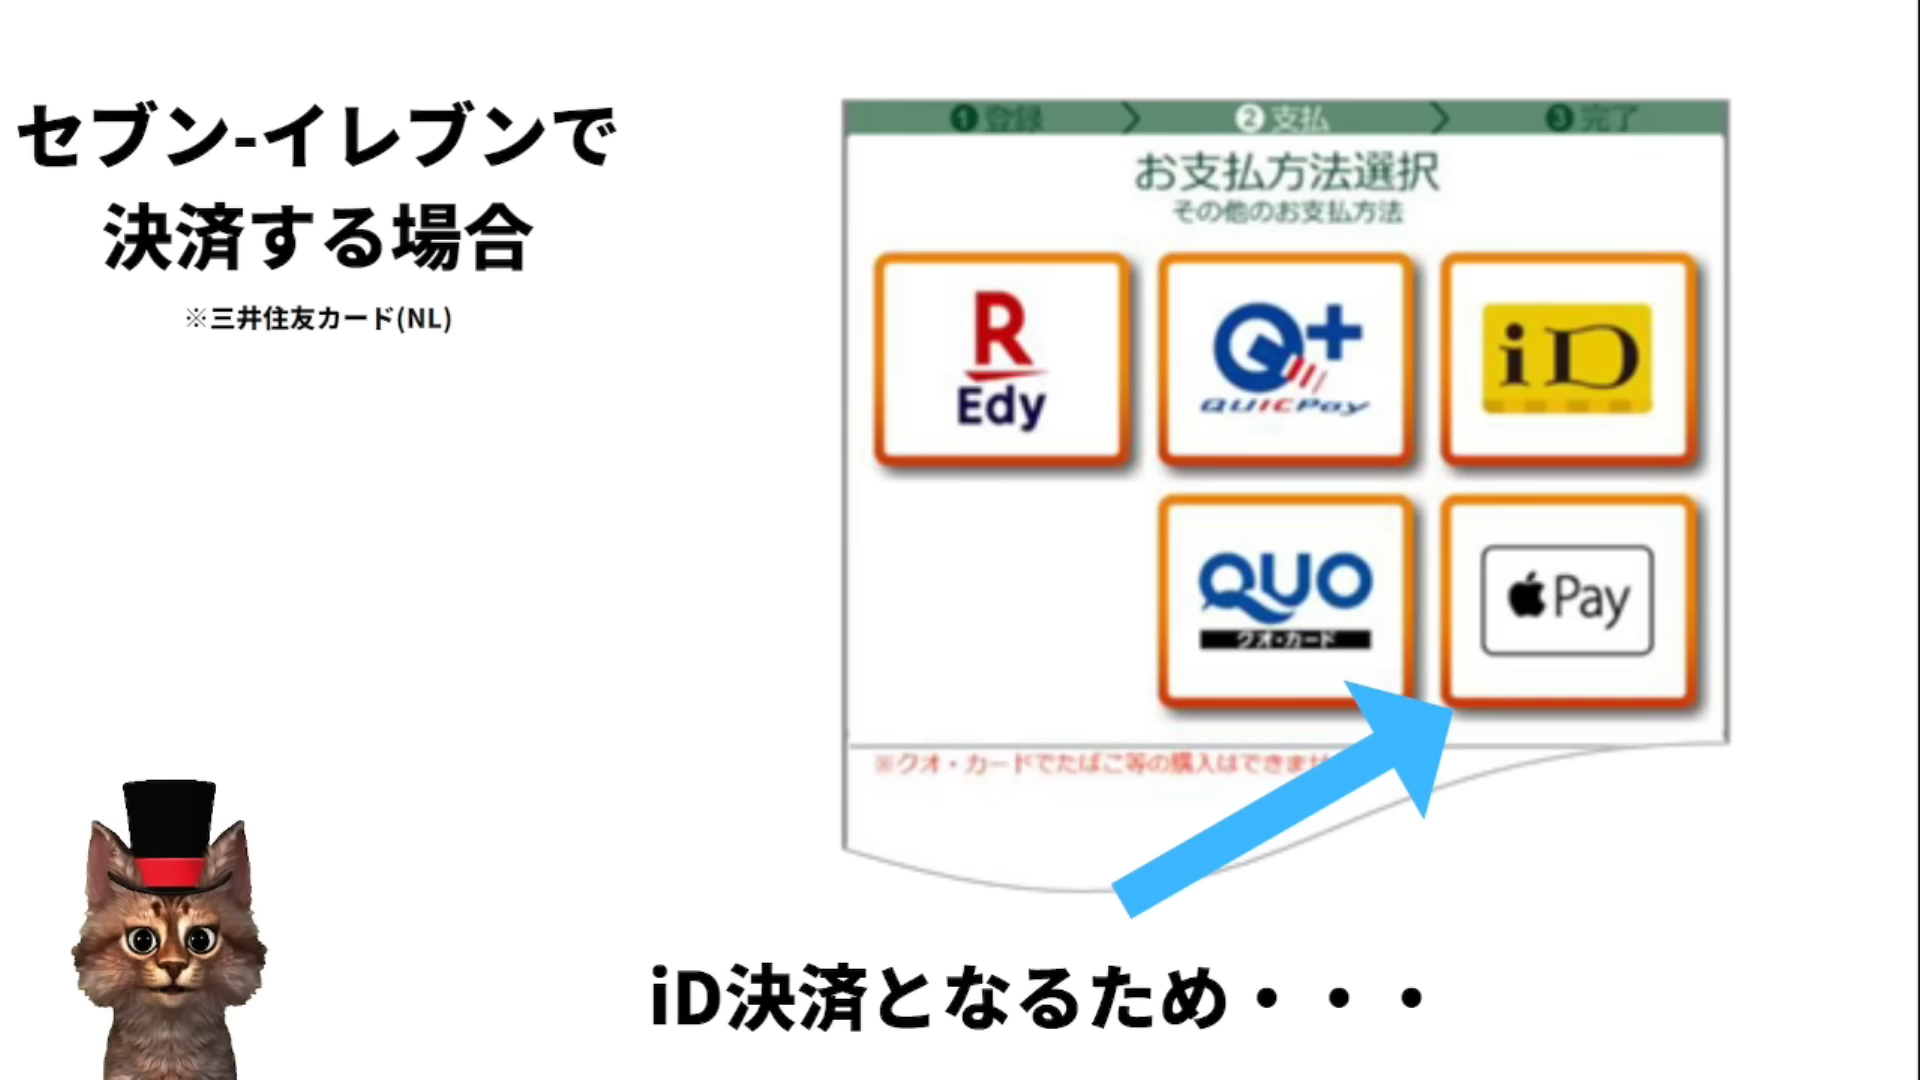 セブン-イレブンで
決済する場合
※三井住友カード(NL)
1 登録
2 支払
3 完了
お支払方法選択
その他のお支払方法
R
Edy
Q+
QUICPay
iD
QUO
クオ・カード
Pay
※クオ・カードでたばこ等の購入はできませ
iD決済となるため・・・